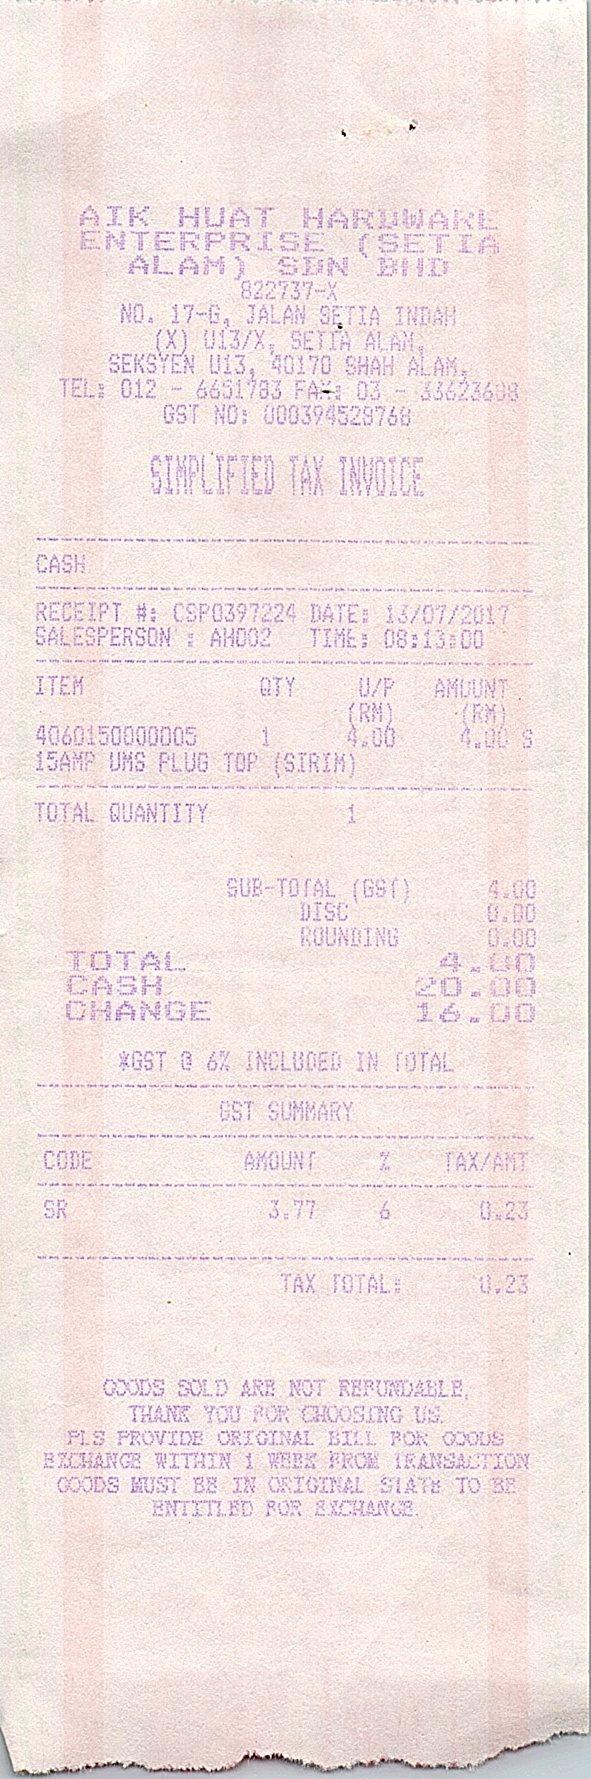 AIK HUAT HARDWARE
ENTERPRISE (SETIA
ALAM) SDN BHD
822737-X
NO. 17-G, JALAN SETIA INDAH
(X) U13/X, SETIA ALAM,
SEKSYEN U13, 40170 SHAH ALAM,
TEL: 012 - 6651783 FAX: 03 - 33623608
GST NO: 000394528768
SIMPLIFIED TAX INVOICE
CASH
RECEIPT #: CSP0397224 DATE: 13/07/2017
SALESPERSON : AH002 TIME: 08:13:00
ITEM QTY U/P AMOUNT
(RM) (RM)
4060150000005 1 4.00 4.00 S
15AMP UMS PLUG TOP (SIRIM)
TOTAL QUANTITY 1
SUB-TOTAL (GST) 4.00
DISC 0.00
ROUNDING 0.00
TOTAL 4.00
CASH 20.00
CHANGE 16.00
*GST @ 6% INCLUDED IN TOTAL
GST SUMMARY
CODE AMOUNT % TAX/AMT
SR 3.77 6 0.23
TAX TOTAL: 0.23
GOODS SOLD ARE NOT REFUNDABLE,
THANK YOU FOR CHOOSING US.
PLS PROVIDE ORIGINAL BILL FOR GOODS
EXCHANGE WITHIN 1 WEEK FROM TRANSACTION
GOODS MUST BE IN ORIGINAL STATE TO BE
ENTITLED FOR EXCHANGE.